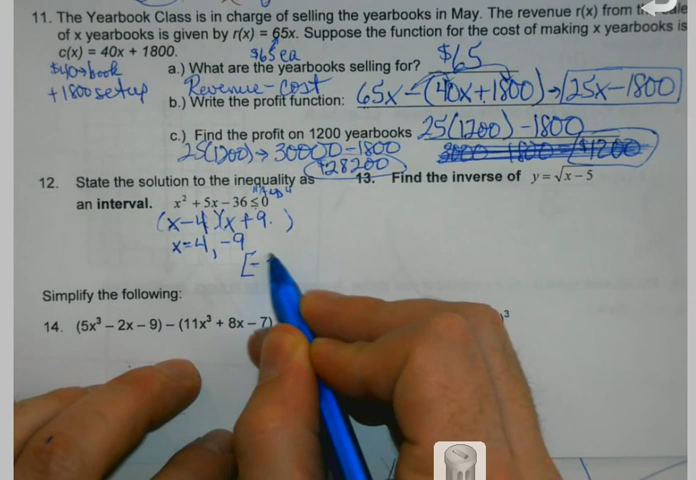 11. The Yearbook Class is in charge of selling the yearbooks in May. The revenue r(x) from
of x yearbooks is given by r(x) = 65x. Suppose the function for the cost of making x yearbooks is
c(x) = 40x + 1800.
$65 ea
$40→book
+1800 setup
a.) What are the yearbooks selling for? $65
Revenue-cost
b.) Write the profit function: 65x-(40x+1800)→25x-1800
c.) Find the profit on 1200 yearbooks 25(1200)-1800
25(1200)→30000-1800
$28200
$1200
12. State the solution to the inequality as
an interval. x² + 5x – 36 ≤ 0
(x-4)(x+9)
x=4,-9
[-
13. Find the inverse of y = √x – 5
Simplify the following:
14. (5x³ – 2x – 9) – (11x³ + 8x – 7)
3